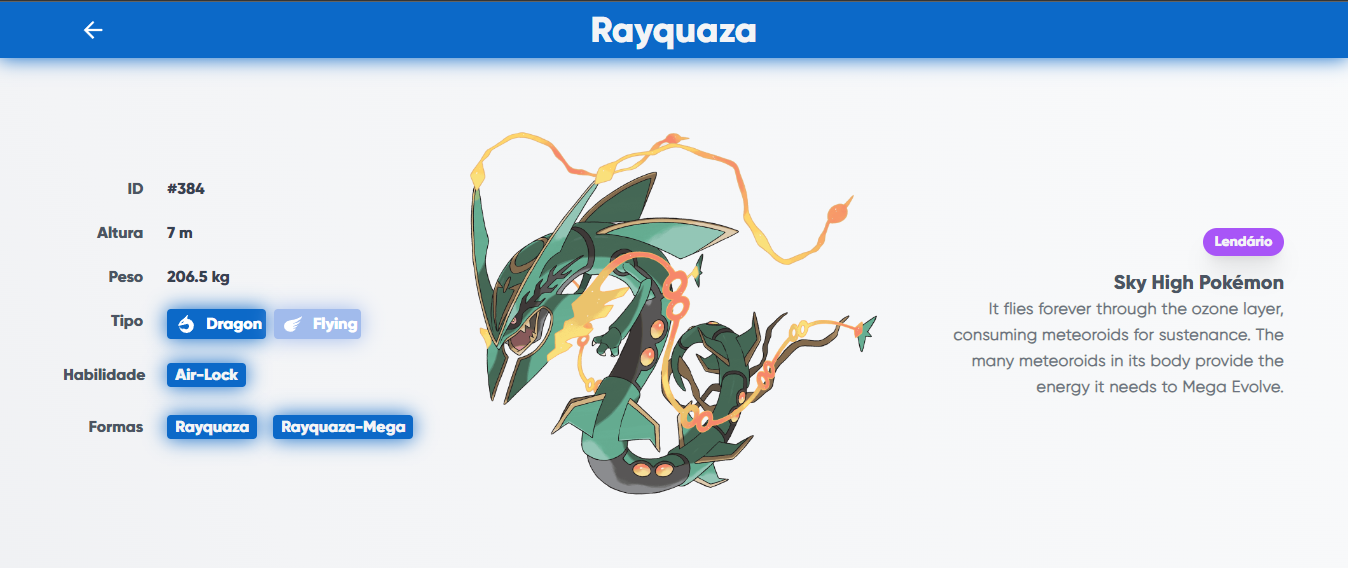 Rayquaza
ID #384
Altura 7 m
Peso 206.5 kg
Tipo Dragon Flying
Habilidade Air-Lock
Formas Rayquaza Rayquaza-Mega
Lendário
Sky High Pokémon
It flies forever through the ozone layer,
consuming meteoroids for sustenance. The
many meteoroids in its body provide the
energy it needs to Mega Evolve.